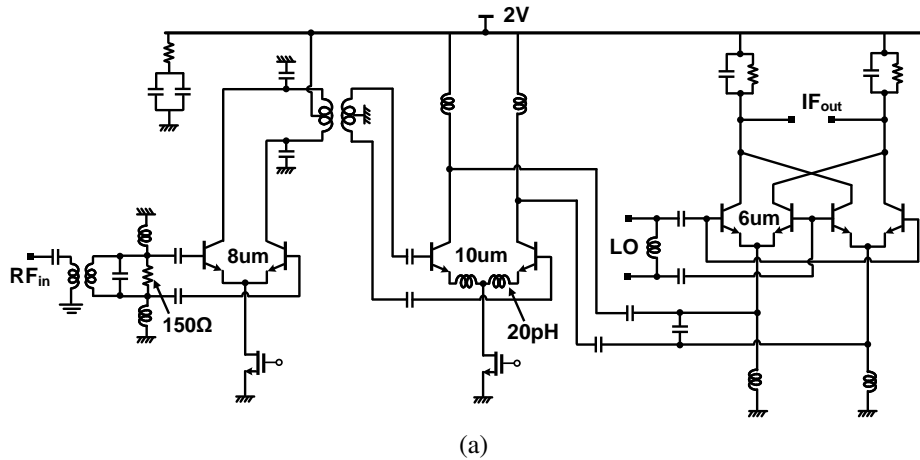 2V
IFout
8um
10um
6um
LO
RFin
150Ω
20pH
(a)